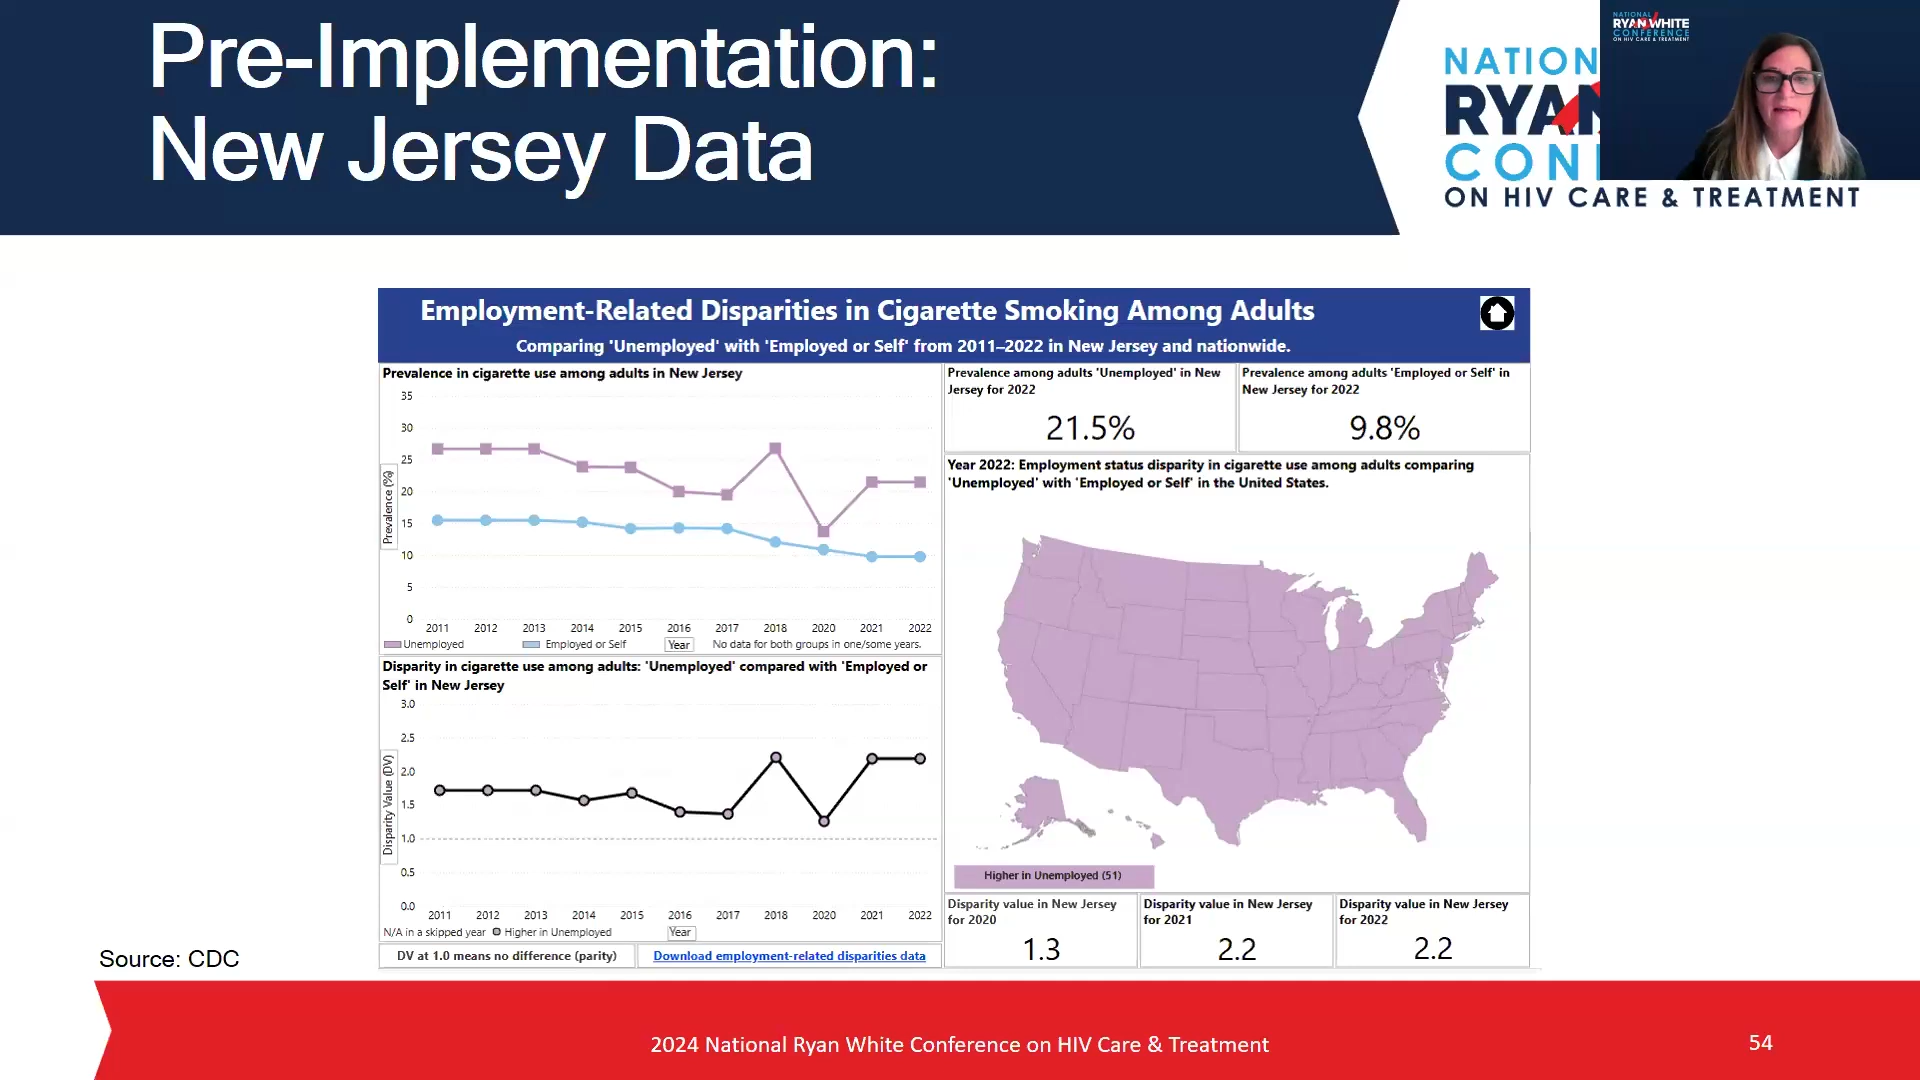 Pre-Implementation:
New Jersey Data
NATION
RYAN
CON
ON HIV CARE & TREATMENT
NATIONAL
RYAN WHITE
CONFERENCE
ON HIV CARE & TREATMENT
Employment-Related Disparities in Cigarette Smoking Among Adults
Comparing 'Unemployed' with 'Employed or Self' from 2011–2022 in New Jersey and nationwide.
Prevalence in cigarette use among adults in New Jersey
Prevalence (%)
35
30
25
20
15
10
5
0
2011 2012 2013 2014 2015 2016 2017 2018 2020 2021 2022
Unemployed Employed or Self Year No data for both groups in one/some years.
Disparity in cigarette use among adults: 'Unemployed' compared with 'Employed or
Self' in New Jersey
Disparity Value (DV)
3.0
2.5
2.0
1.5
1.0
0.5
0.0
2011 2012 2013 2014 2015 2016 2017 2018 2020 2021 2022
N/A in a skipped year Higher in Unemployed Year
DV at 1.0 means no difference (parity) Download employment-related disparities data
Prevalence among adults 'Unemployed' in New
Jersey for 2022
21.5%
Prevalence among adults 'Employed or Self' in
New Jersey for 2022
9.8%
Year 2022: Employment status disparity in cigarette use among adults comparing
'Unemployed' with 'Employed or Self' in the United States.
Higher in Unemployed (51)
Disparity value in New Jersey
for 2020
1.3
Disparity value in New Jersey
for 2021
2.2
Disparity value in New Jersey
for 2022
2.2
Source: CDC
2024 National Ryan White Conference on HIV Care & Treatment
54